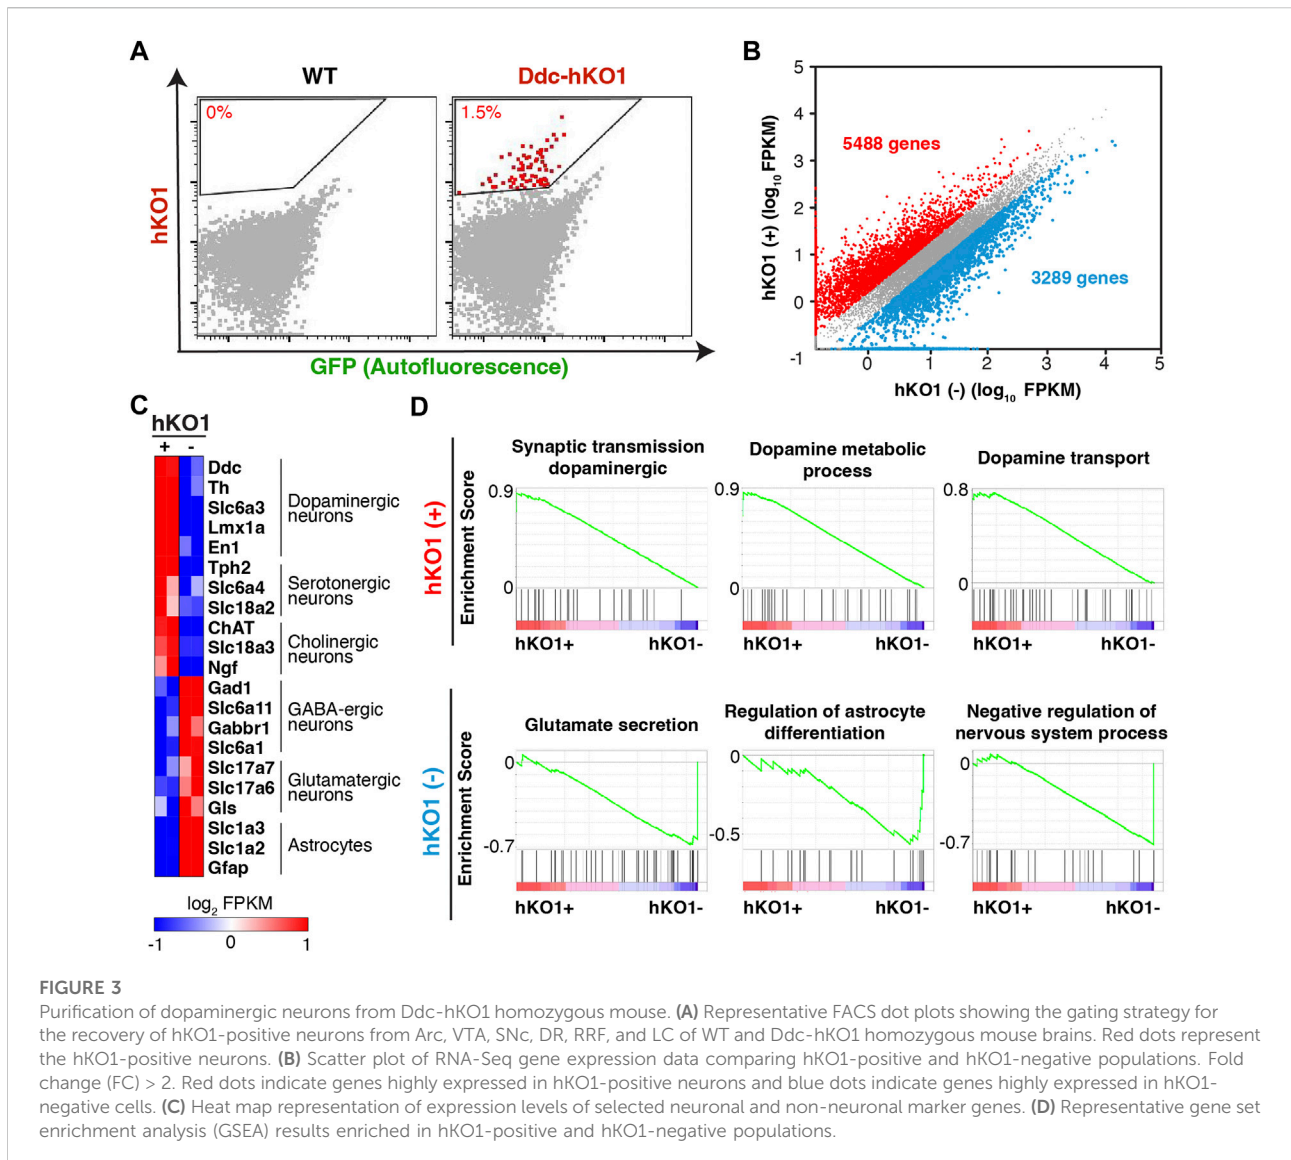 A
WT
Ddc-hKO1
0%
1.5%
hKO1
GFP (Autofluorescence)
B
5
4
3
2
1
0
-1
0
1
2
3
4
5
hKO1 (+) (log10 FPKM)
5488 genes
3289 genes
hKO1 (-) (log10 FPKM)
C
hKO1
+ -
Ddc
Th
Slc6a3
Lmx1a
En1
Tph2
Slc6a4
Slc18a2
ChAT
Slc18a3
Ngf
Gad1
Slc6a11
Gabbr1
Slc6a1
Slc17a7
Slc17a6
Gls
Slc1a3
Slc1a2
Gfap
Dopaminergic
neurons
Serotonergic
neurons
Cholinergic
neurons
GABA-ergic
neurons
Glutamatergic
neurons
Astrocytes
log2 FPKM
-1 0 1
D
hKO1 (+)
Enrichment Score
Synaptic transmission
dopaminergic
0.9
0
hKO1+ hKO1-
Dopamine metabolic
process
0.9
0
hKO1+ hKO1-
Dopamine transport
0.8
0
hKO1+ hKO1-
hKO1 (-)
Enrichment Score
Glutamate secretion
0
-0.7
hKO1+ hKO1-
Regulation of astrocyte
differentiation
0
-0.5
hKO1+ hKO1-
Negative regulation of
nervous system process
0
-0.7
hKO1+ hKO1-
FIGURE 3
Purification of dopaminergic neurons from Ddc-hKO1 homozygous mouse. (A) Representative FACS dot plots showing the gating strategy for
the recovery of hKO1-positive neurons from Arc, VTA, SNc, DR, RRF, and LC of WT and Ddc-hKO1 homozygous mouse brains. Red dots represent
the hKO1-positive neurons. (B) Scatter plot of RNA-Seq gene expression data comparing hKO1-positive and hKO1-negative populations. Fold
change (FC) > 2. Red dots indicate genes highly expressed in hKO1-positive neurons and blue dots indicate genes highly expressed in hKO1-
negative cells. (C) Heat map representation of expression levels of selected neuronal and non-neuronal marker genes. (D) Representative gene set
enrichment analysis (GSEA) results enriched in hKO1-positive and hKO1-negative populations.